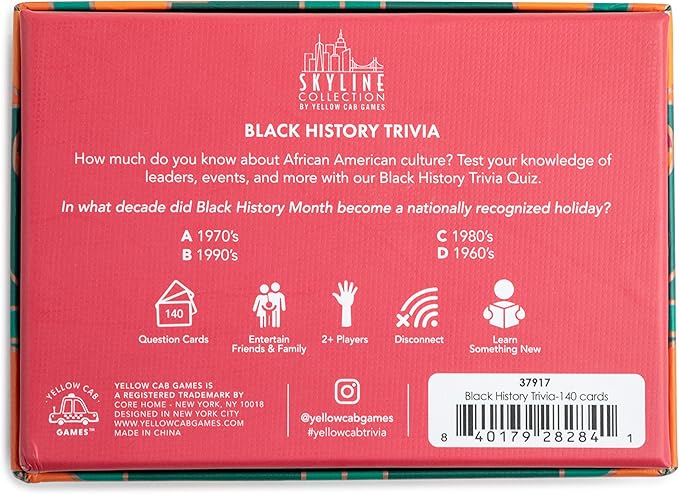 SKYLINE
COLLECTION
BY YELLOW CAB GAMES
BLACK HISTORY TRIVIA
How much do you know about African American culture? Test your knowledge of
leaders, events, and more with our Black History Trivia Quiz.
In what decade did Black History Month become a nationally recognized holiday?
A 1970's
B 1990's
C 1980's
D 1960's
140
Question Cards
Entertain
Friends & Family
2+ Players
Disconnect
Learn
Something New
YELLOW CAB
GAMES™
YELLOW CAB GAMES IS
A REGISTERED TRADEMARK BY
CORE HOME - NEW YORK, NY 10018
DESIGNED IN NEW YORK CITY
WWW.YELLOWCABGAMES.COM
MADE IN CHINA
@yellowcabgames
#yellowcabtrivia
37917
Black History Trivia-140 cards
8 40179 28284 1